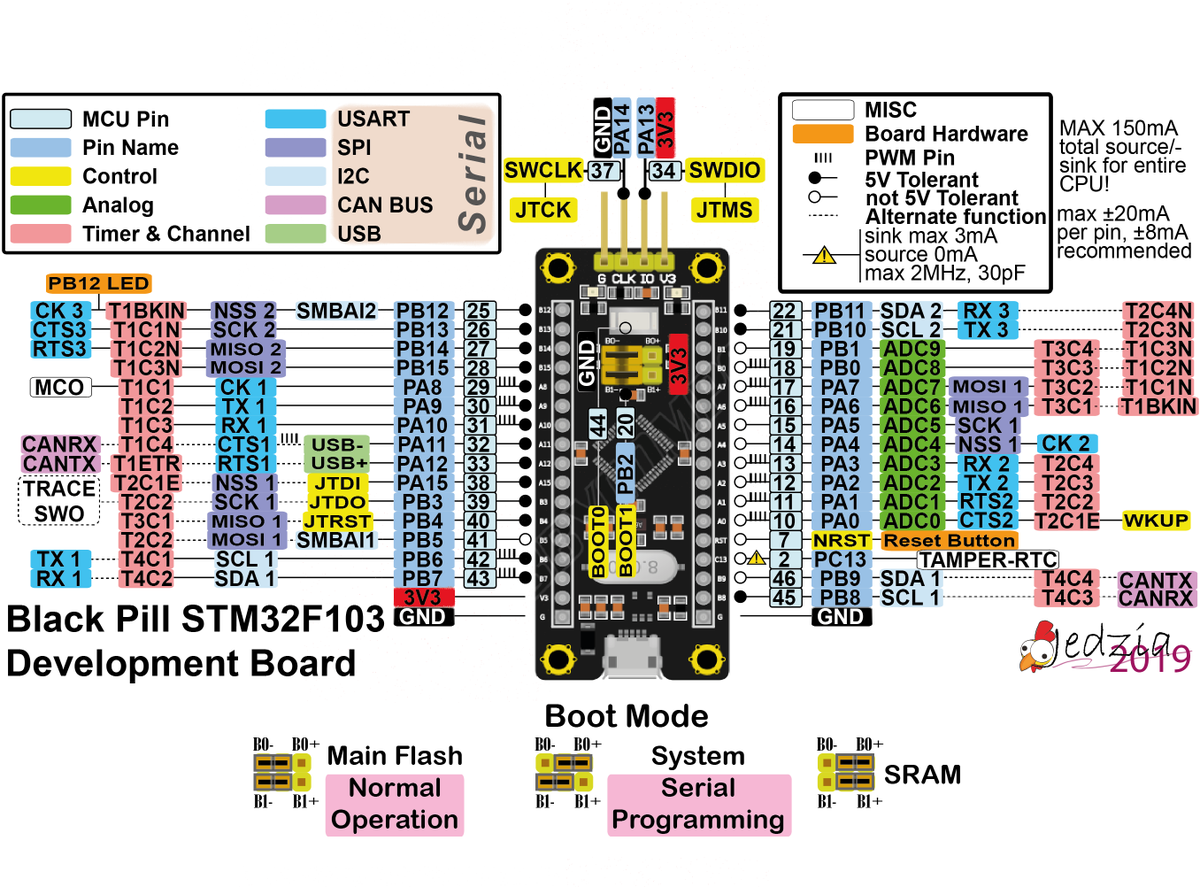 MCU Pin
Pin Name
Control
Analog
Timer & Channel
USART
SPI
I2C
CAN BUS
USB
Serial
GND
PA14
PA13
3V3
SWCLK 37 34 SWDIO
JTCK JTMS
MISC
Board Hardware
PWM Pin
5V Tolerant
not 5V Tolerant
Alternate function
sink max 3mA
source 0mA
max 2MHz, 30pF
MAX 150mA
total source/-
sink for entire
CPU!
max ±20mA
per pin, ±8mA
recommended
PB12 LED
CK 3 T1BKIN NSS 2 SMBAI2 PB12 25
CTS3 T1C1N SCK 2 PB13 26
RTS3 T1C2N MISO 2 PB14 27
T1C3N MOSI 2 PB15 28
MCO T1C1 CK 1 PA8 29
T1C2 TX 1 PA9 30
T1C3 RX 1 PA10 31
CANRX T1C4 CTS1 USB- PA11 32
CANTX T1ETR RTS1 USB+ PA12 33
T2C1E NSS 1 JTDI PA15 38
TRACE
SWO
T2C2 SCK 1 JTDO PB3 39
T3C1 MISO 1 JTRST PB4 40
T2C2 MOSI 1 SMBAI1 PB5 41
TX 1 T4C1 SCL 1 PB6 42
RX 1 T4C2 SDA 1 PB7 43
3V3
GND
G CLK IO V3
B12 B11
B13 B10
B14 B1
B15 B0
A8 A7
A9 A6
A10 A5
A11 A4
A12 A3
A15 A2
B3 A1
B4 A0
B5 RST
B6 C13
B7 B9
V3 B8
G G
B0- B0+
GND
3V3
B1- B1+
44
20
PB2
BOOT0
BOOT1
8.0
22 PB11 SDA 2 RX 3 T2C4N
21 PB10 SCL 2 TX 3 T2C3N
19 PB1 ADC9 T3C4 T1C3N
18 PB0 ADC8 T3C3 T1C2N
17 PA7 ADC7 MOSI 1 T3C2 T1C1N
16 PA6 ADC6 MISO 1 T3C1 T1BKIN
15 PA5 ADC5 SCK 1
14 PA4 ADC4 NSS 1 CK 2
13 PA3 ADC3 RX 2 T2C4
12 PA2 ADC2 TX 2 T2C3
11 PA1 ADC1 RTS2 T2C2
10 PA0 ADC0 CTS2 T2C1E WKUP
7 NRST Reset Button
2 PC13 TAMPER-RTC
46 PB9 SDA 1 T4C4 CANTX
45 PB8 SCL 1 T4C3 CANRX
GND
Black Pill STM32F103
Development Board
Jedzia
2019
Boot Mode
B0- B0+
Main Flash
Normal
Operation
B1- B1+
B0- B0+
System
Serial
Programming
B1- B1+
B0- B0+
SRAM
B1- B1+